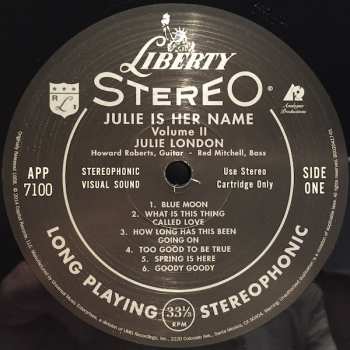 LIBERTY
STEREO
®
JULIE IS HER NAME
Volume II
JULIE LONDON
Howard Roberts, Guitar – Red Mitchell, Bass
R
L
AP
Analogue
Productions
APP
7100
STEREOPHONIC
VISUAL SOUND
Use Stereo
Cartridge Only
SIDE
ONE
1. BLUE MOON
2. WHAT IS THIS THING
CALLED LOVE
3. HOW LONG HAS THIS BEEN
GOING ON
4. TOO GOOD TO BE TRUE
5. SPRING IS HERE
6. GOODY GOODY
LONG PLAYING 33⅓ RPM STEREOPHONIC